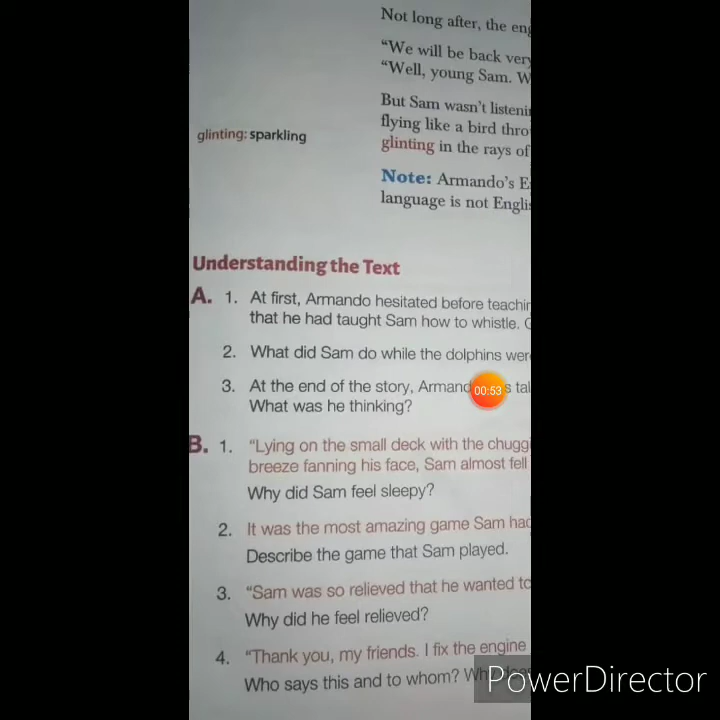 Not long after, the eng
“We will be back very
“Well, young Sam. W
But Sam wasn’t listenin
flying like a bird thro
glinting: sparkling
glinting in the rays of
Note: Armando’s E
language is not Englis
Understanding the Text
A. 1. At first, Armando hesitated before teachin
that he had taught Sam how to whistle.
2. What did Sam do while the dolphins wer
3. At the end of the story, Armand s tal
00:53
What was he thinking?
B. 1. “Lying on the small deck with the chuggi
breeze fanning his face, Sam almost fell
Why did Sam feel sleepy?
2. It was the most amazing game Sam had
Describe the game that Sam played.
3. “Sam was so relieved that he wanted to
Why did he feel relieved?
4. “Thank you, my friends. I fix the engine
Who says this and to whom?
PowerDirector